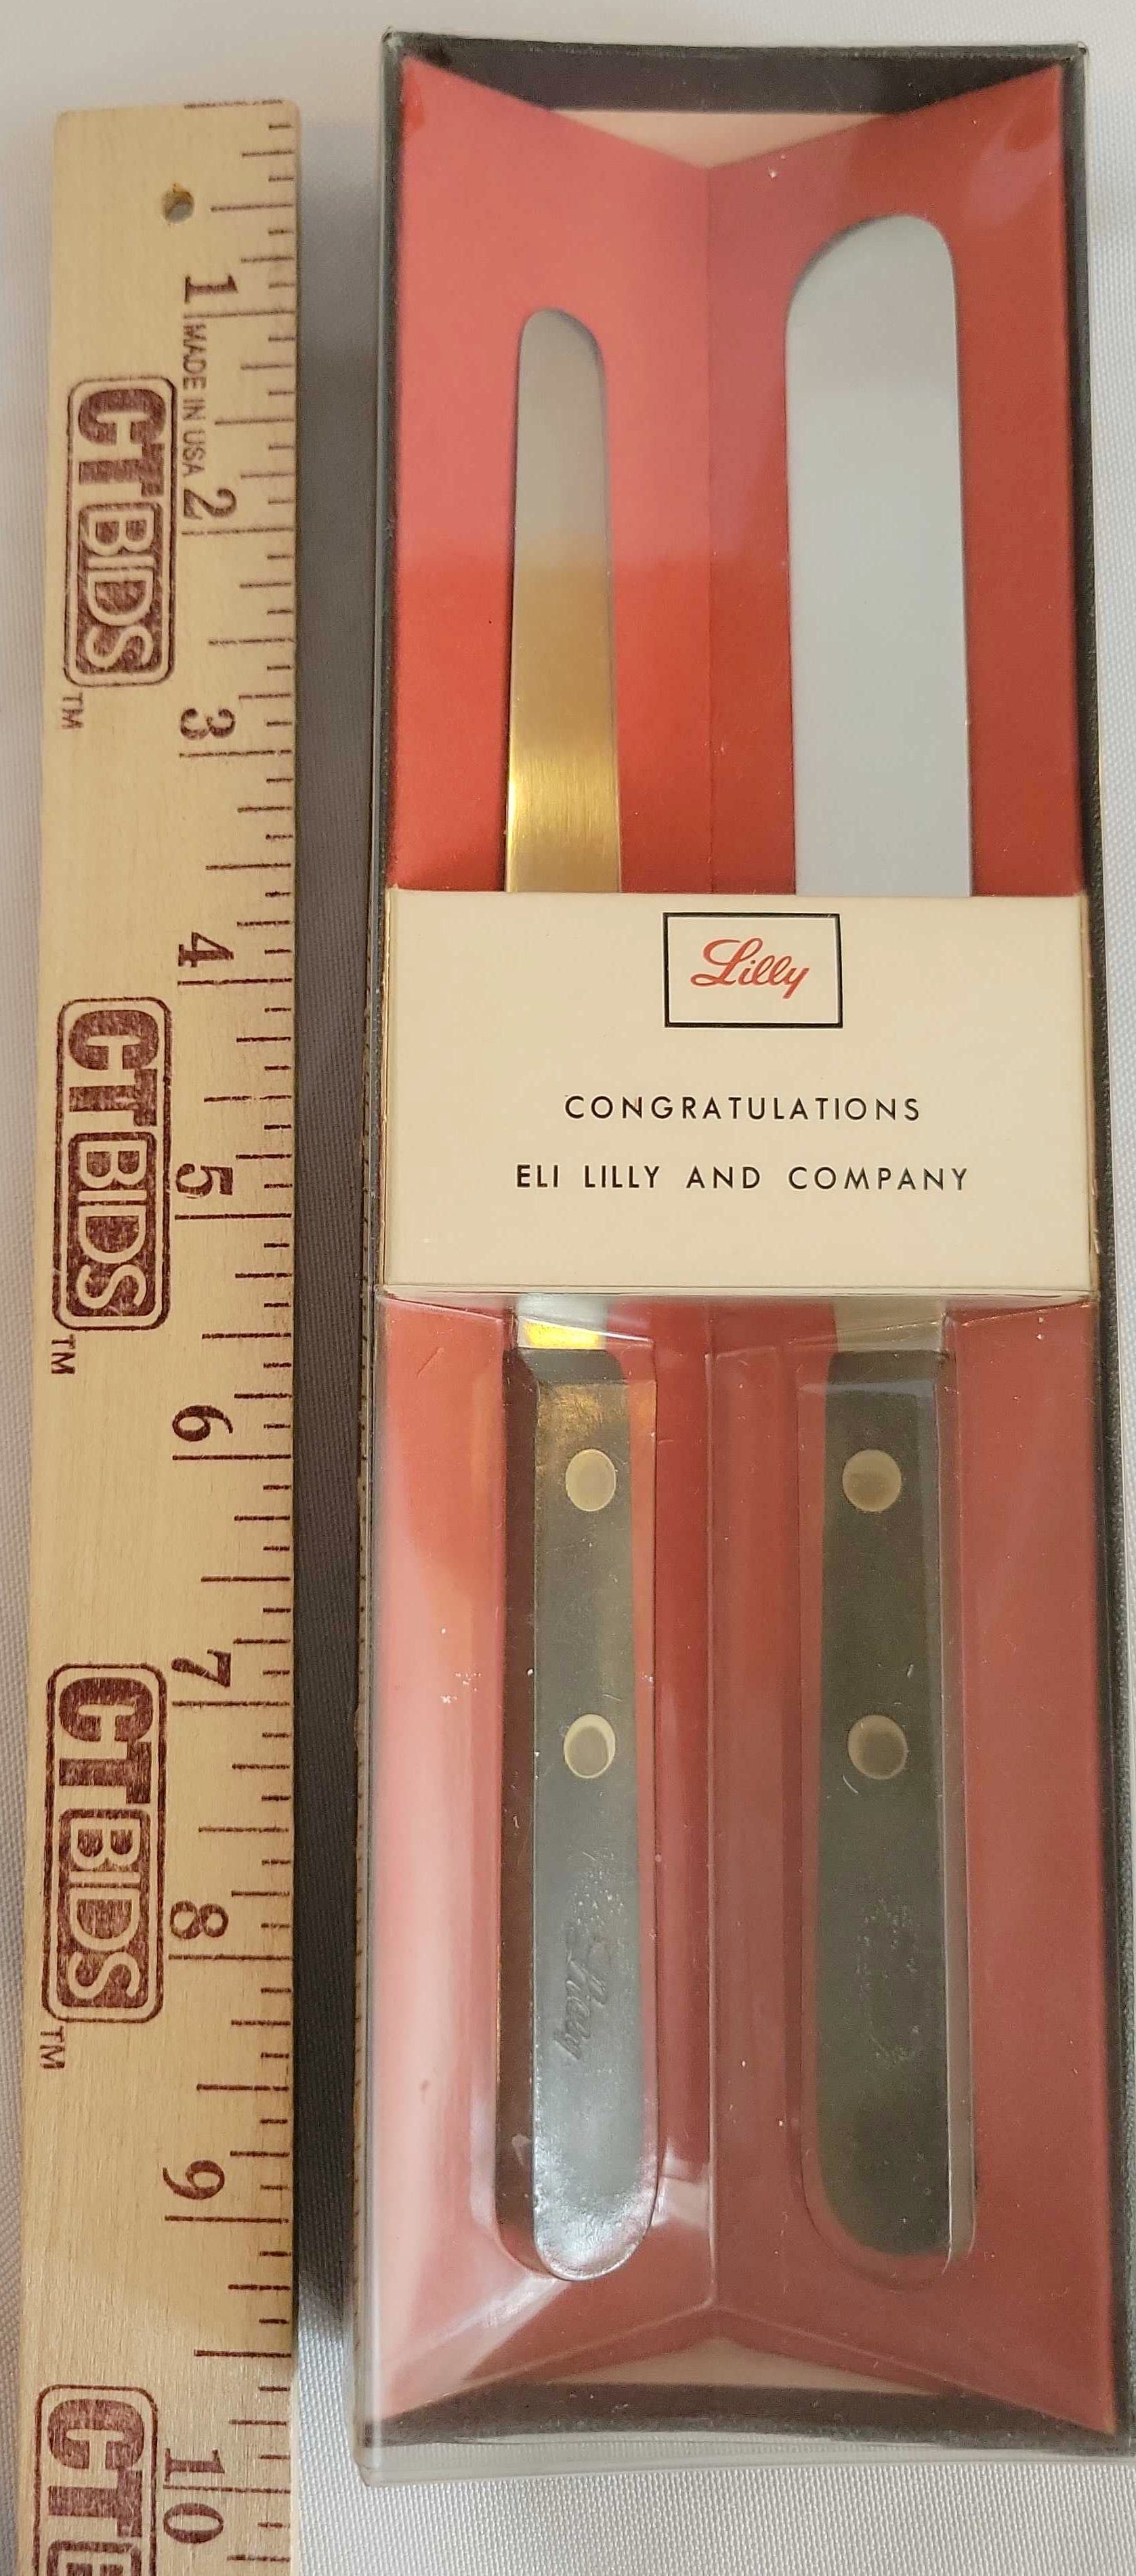 1
MADE IN USA
CTBIDS
TM
2
3
4
CTBIDS
TM
5
6
7
CTBIDS
TM
8
9
10
Lilly
CONGRATULATIONS
ELI LILLY AND COMPANY
Lilly